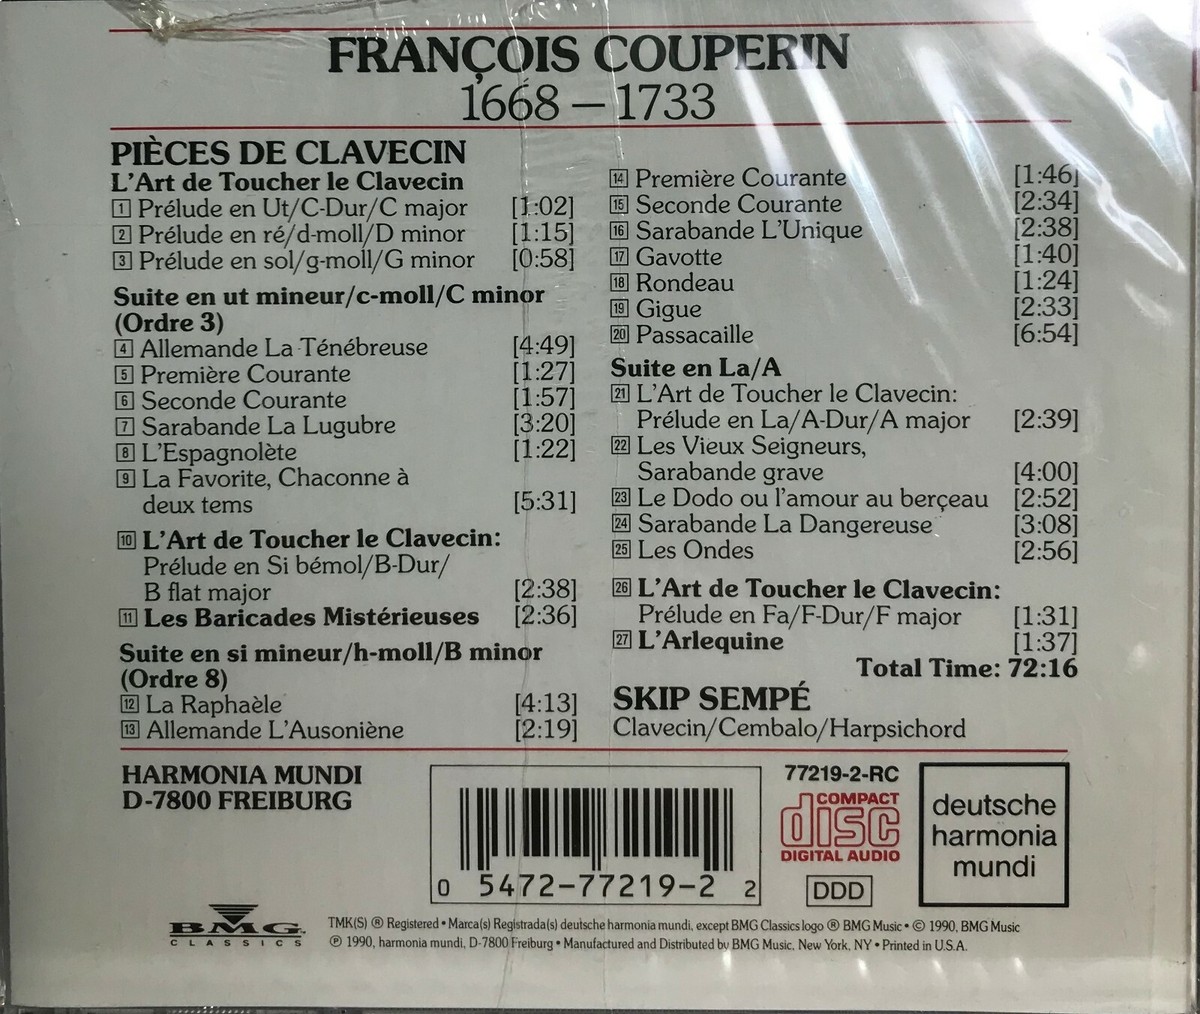 FRANÇOIS COUPERIN
1668 – 1733
PIÈCES DE CLAVECIN
L'Art de Toucher le Clavecin
1 Prélude en Ut/C-Dur/C major [1:02]
2 Prélude en ré/d-moll/D minor [1:15]
3 Prélude en sol/g-moll/G minor [0:58]
Suite en ut mineur/c-moll/C minor
(Ordre 3)
4 Allemande La Ténébreuse [4:49]
5 Première Courante [1:27]
6 Seconde Courante [1:57]
7 Sarabande La Lugubre [3:20]
8 L'Espagnolète [1:22]
9 La Favorite, Chaconne à
deux tems [5:31]
10 L'Art de Toucher le Clavecin:
Prélude en Si bémol/B-Dur/
B flat major [2:38]
11 Les Baricades Mistérieuses [2:36]
Suite en si mineur/h-moll/B minor
(Ordre 8)
12 La Raphaèle [4:13]
13 Allemande L'Ausoniène [2:19]
14 Première Courante [1:46]
15 Seconde Courante [2:34]
16 Sarabande L'Unique [2:38]
17 Gavotte [1:40]
18 Rondeau [1:24]
19 Gigue [2:33]
20 Passacaille [6:54]
Suite en La/A
21 L'Art de Toucher le Clavecin:
Prélude en La/A-Dur/A major [2:39]
22 Les Vieux Seigneurs,
Sarabande grave [4:00]
23 Le Dodo ou l'amour au berçeau [2:52]
24 Sarabande La Dangereuse [3:08]
25 Les Ondes [2:56]
26 L'Art de Toucher le Clavecin:
Prélude en Fa/F-Dur/F major [1:31]
27 L'Arlequine [1:37]
Total Time: 72:16
SKIP SEMPÉ
Clavecin/Cembalo/Harpsichord
HARMONIA MUNDI
D-7800 FREIBURG
0 5472-77219-2 2
77219-2-RC
COMPACT
disc
DIGITAL AUDIO
DDD
deutsche
harmonia
mundi
BMG
CLASSICS
TMK(S) ® Registered • Marca(s) Registrada(s) deutsche harmonia mundi, except BMG Classics logo ® BMG Music • © 1990, BMG Music
℗ 1990, harmonia mundi, D-7800 Freiburg • Manufactured and Distributed by BMG Music, New York, NY • Printed in U.S.A.